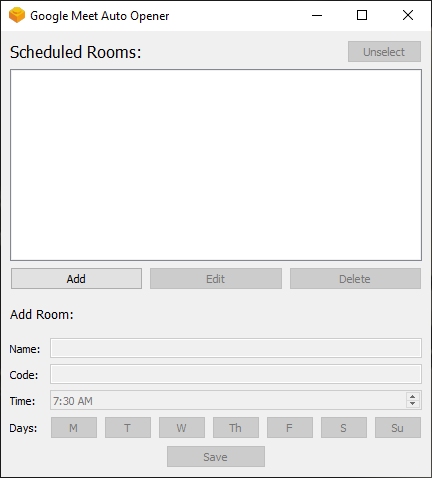 Google Meet Auto Opener
Scheduled Rooms: Unselect
Add Edit Delete
Add Room:
Name:
Code:
Time: 7:30 AM
Days: M T W Th F S Su
Save